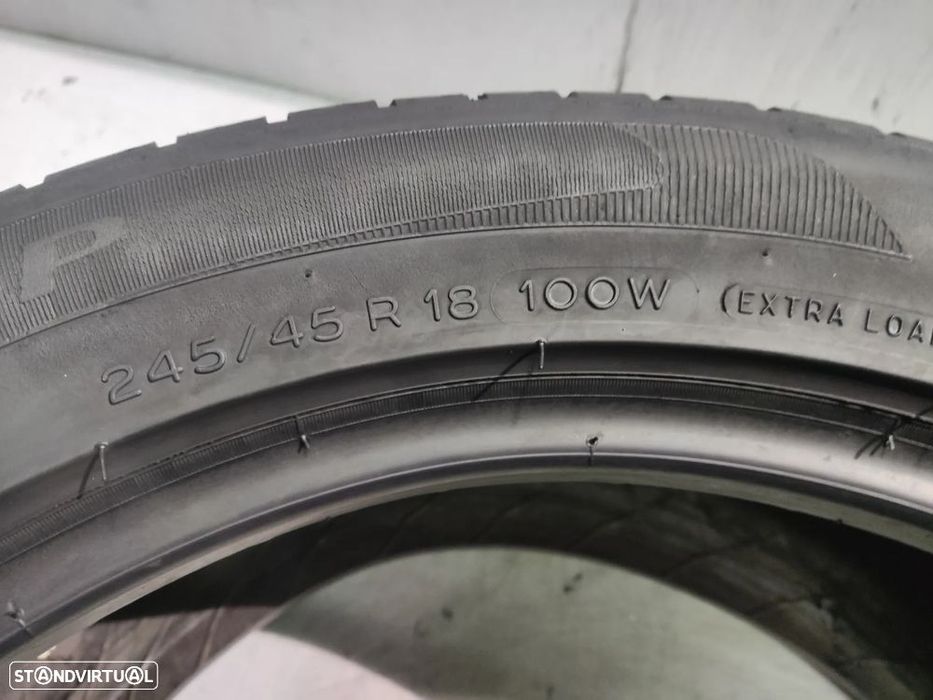 P
245/45 R 18 100W (EXTRA LOA
STANDVIRTUAL